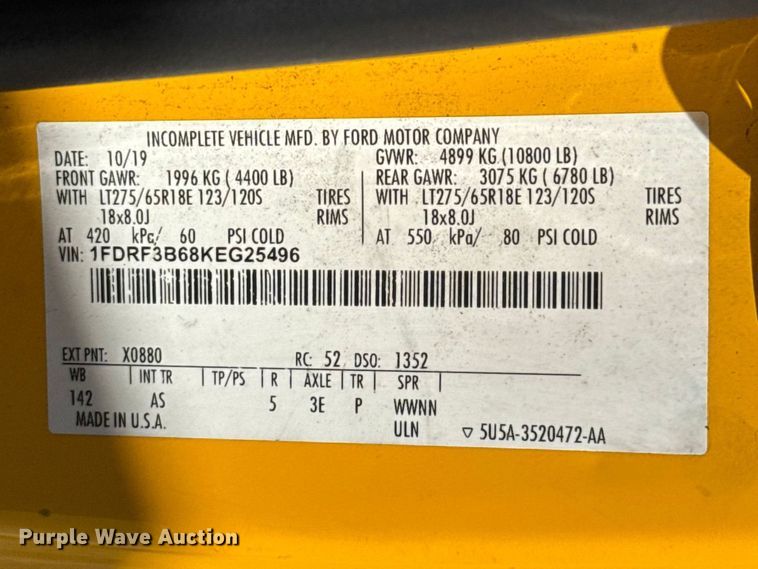 INCOMPLETE VEHICLE MFD. BY FORD MOTOR COMPANY
DATE: 10/19 GVWR: 4899 KG (10800 LB)
FRONT GAWR: 1996 KG ( 4400 LB) REAR GAWR: 3075 KG ( 6780 LB)
WITH LT275/65R18E 123/120S TIRES WITH LT275/65R18E 123/120S TIRES
18x8.0J RIMS 18x8.0J RIMS
AT 420 kPa/ 60 PSI COLD AT 550 kPa/ 80 PSI COLD
VIN: 1FDRF3B68KEG25496
EXT PNT: X0880 RC: 52 DSO: 1352
WB | INT TR | TP/PS | R | AXLE | TR | SPR
142 AS 5 3E P WWNN
MADE IN U.S.A. ULN ▽ 5U5A-3520472-AA
Purple Wave Auction®